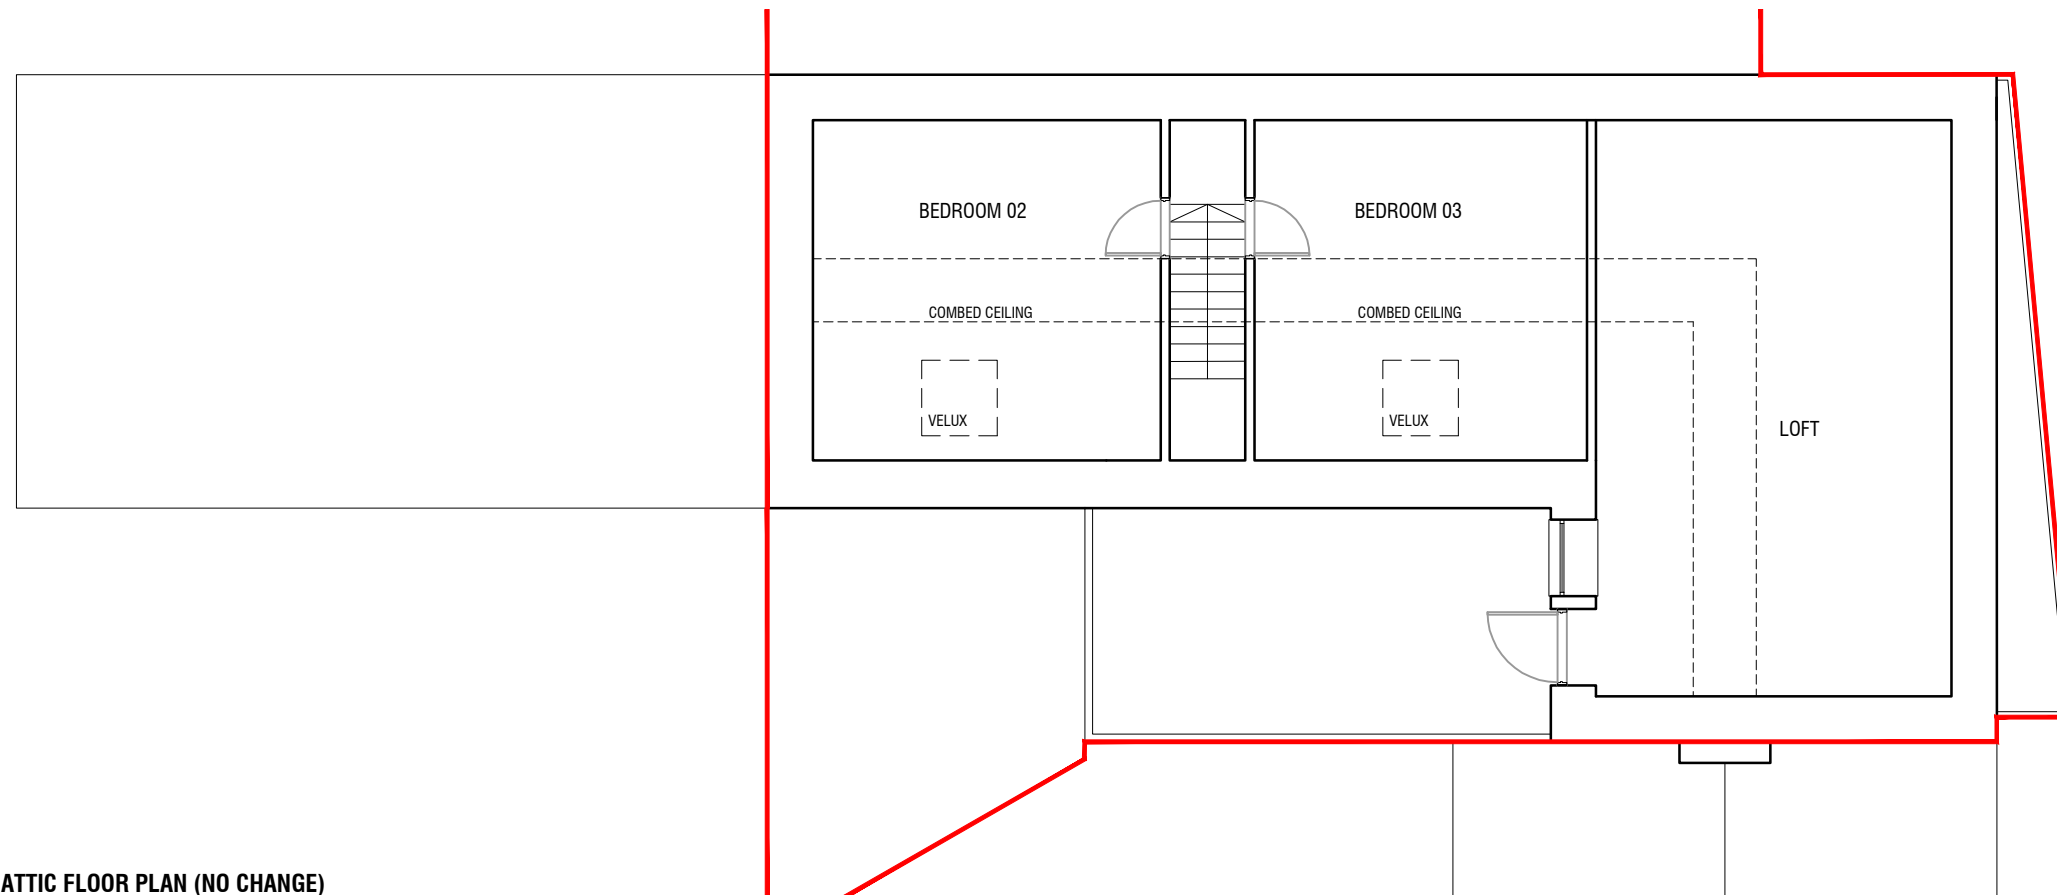 BEDROOM 02
BEDROOM 03
COMBED CEILING
COMBED CEILING
VELUX
VELUX
LOFT
ATTIC FLOOR PLAN (NO CHANGE)